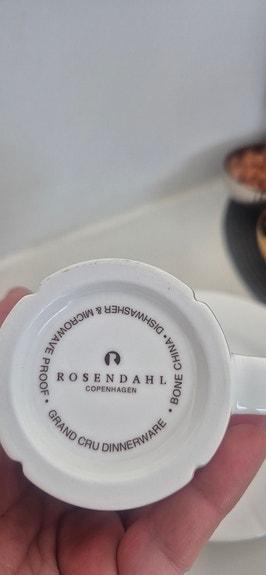 ROSENDAHL
COPENHAGEN
GRAND CRU DINNERWARE • BONE CHINA • DISHWASHER & MICROWAVE PROOF •